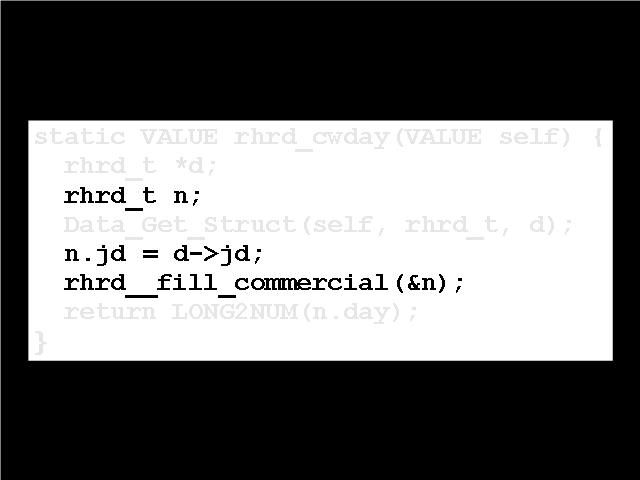 static VALUE rhrd_cwday(VALUE self) {
  rhrd_t *d;
  rhrd_t n;
  Data_Get_Struct(self, rhrd_t, d);
  n.jd = d->jd;
  rhrd__fill_commercial(&n);
  return LONG2NUM(n.day);
}